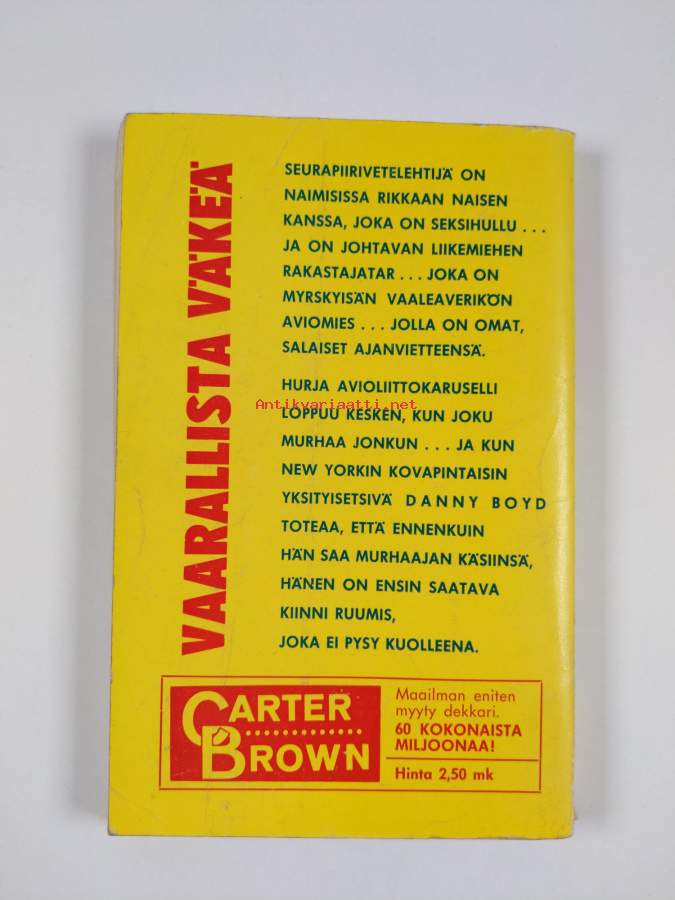 VAARALLISTA VÄKEÄ
SEURAPIIRIVETELEHTIJÄ ON
NAIMISISSA RIKKAAN NAISEN
KANSSA, JOKA ON SEKSIHULLU . . .
JA ON JOHTAVAN LIIKEMIEHEN
RAKASTAJATAR . . . JOKA ON
MYRSKYISÄN VAALEAVERIKÖN
AVIOMIES . . . JOLLA ON OMAT,
SALAISET AJANVIETTEENSÄ.
HURJA AVIOLIITTOKARUSELLI
Antikvariaatti.net
LOPPUU KESKEN, KUN JOKU
MURHAA JONKUN . . . JA KUN
NEW YORKIN KOVAPINTAISIN
YKSITYISETSIVÄ DANNY BOYD
TOTEAA, ETTÄ ENNENKUIN
HÄN SAA MURHAAJAN KÄSIINSÄ,
HÄNEN ON ENSIN SAATAVA
KIINNI RUUMIS,
JOKA EI PYSY KUOLLEENA.
CARTER
BROWN
Maailman eniten
myyty dekkari.
60 KOKONAISTA
MILJOONAA!
Hinta 2,50 mk